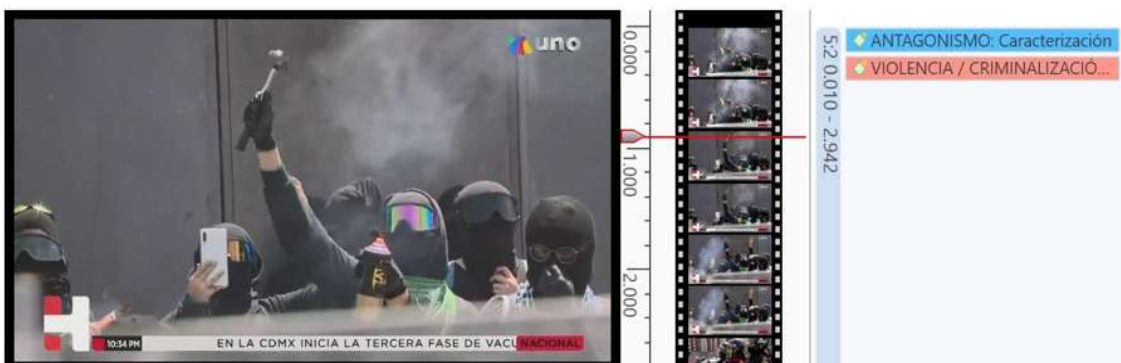 uno
10:34 PM
EN LA CDMX INICIA LA TERCERA FASE DE VACU NACIONAL
0.000
1.000
2.000
5:2 0.010 - 2.942
ANTAGONISMO: Caracterización
VIOLENCIA / CRIMINALIZACIÓ...